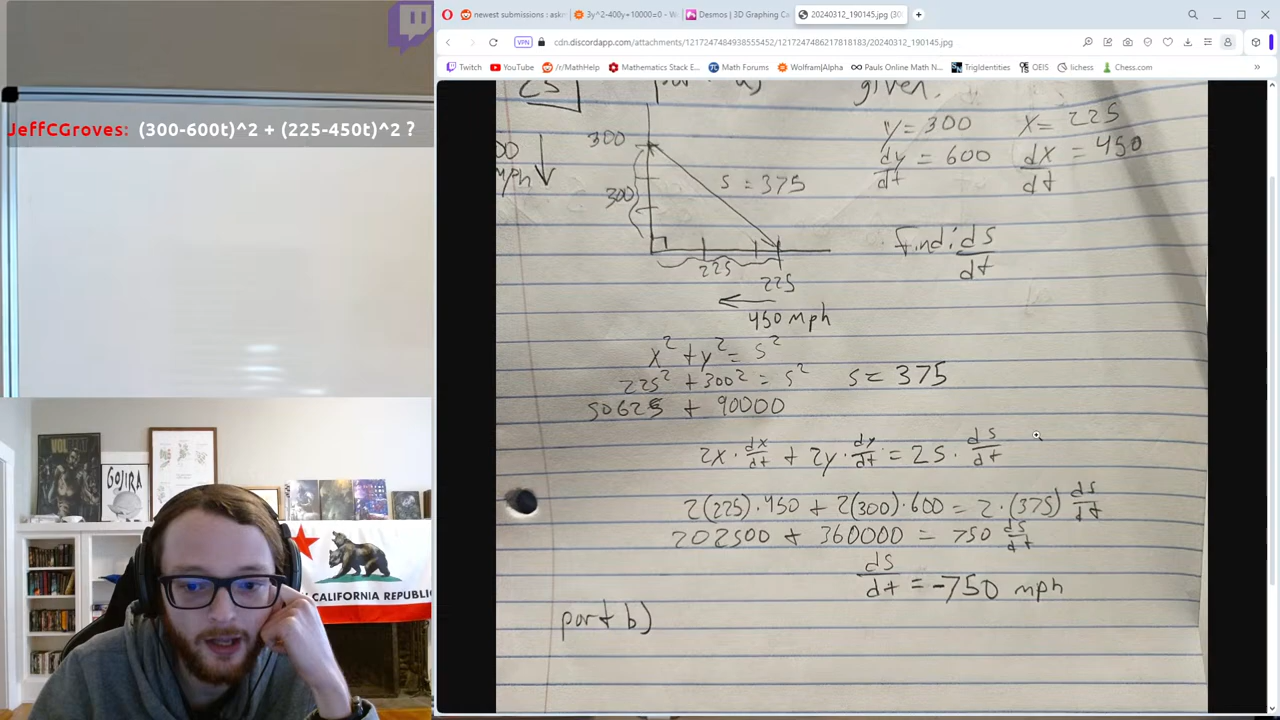 newest submissions : ask
3y^2-400y+10000=0 – W
Desmos | 3D Graphing C
20240312_190145.jpg (30
VPN
cdn.discordapp.com/attachments/1217247484938555452/1217247486217818183/20240312_190145.jpg
Twitch YouTube /r/MathHelp Mathematics Stack E... Math Forums Wolfram|Alpha Pauls Online Math N... TrigIdentities OEIS lichess Chess.com
JeffCGroves: (300-600t)^2 + (225-450t)^2 ?
given.
y = 300 x = 225
dy/dt = 600 dx/dt = 450
300
mph
300
s = 375
find: ds/dt
225
225
450 mph
x² + y² = s²
225² + 300² = s² s = 375
50625 + 90000
2x · dx/dt + 2y · dy/dt = 2s · ds/dt
2(225)·450 + 2(300)·600 = 2·(375) ds/dt
202500 + 360000 = 750 ds/dt
ds/dt = -750 mph
part b)
VOL
GOJIRA
CALIFORNIA REPUBLIC